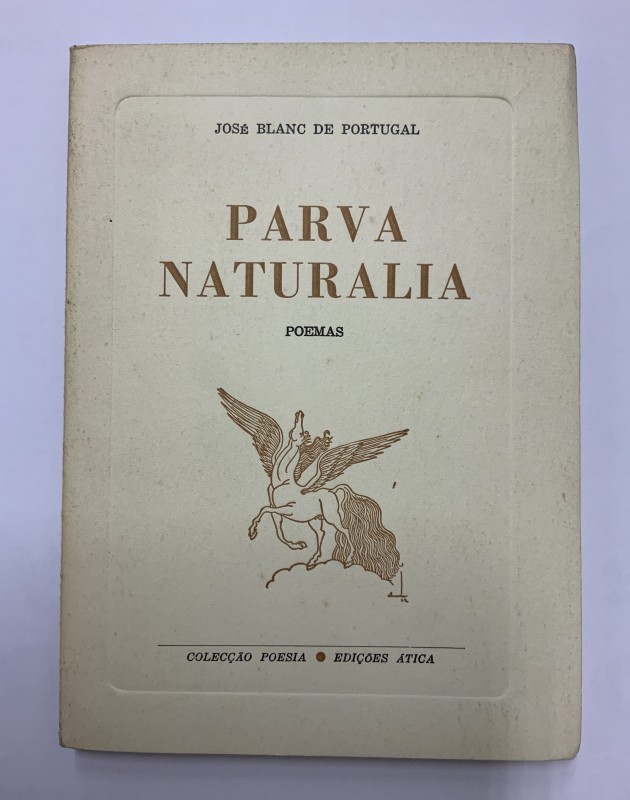 JOSÉ BLANC DE PORTUGAL
PARVA
NATURALIA
POEMAS
COLECÇÃO POESIA • EDIÇÕES ÁTICA